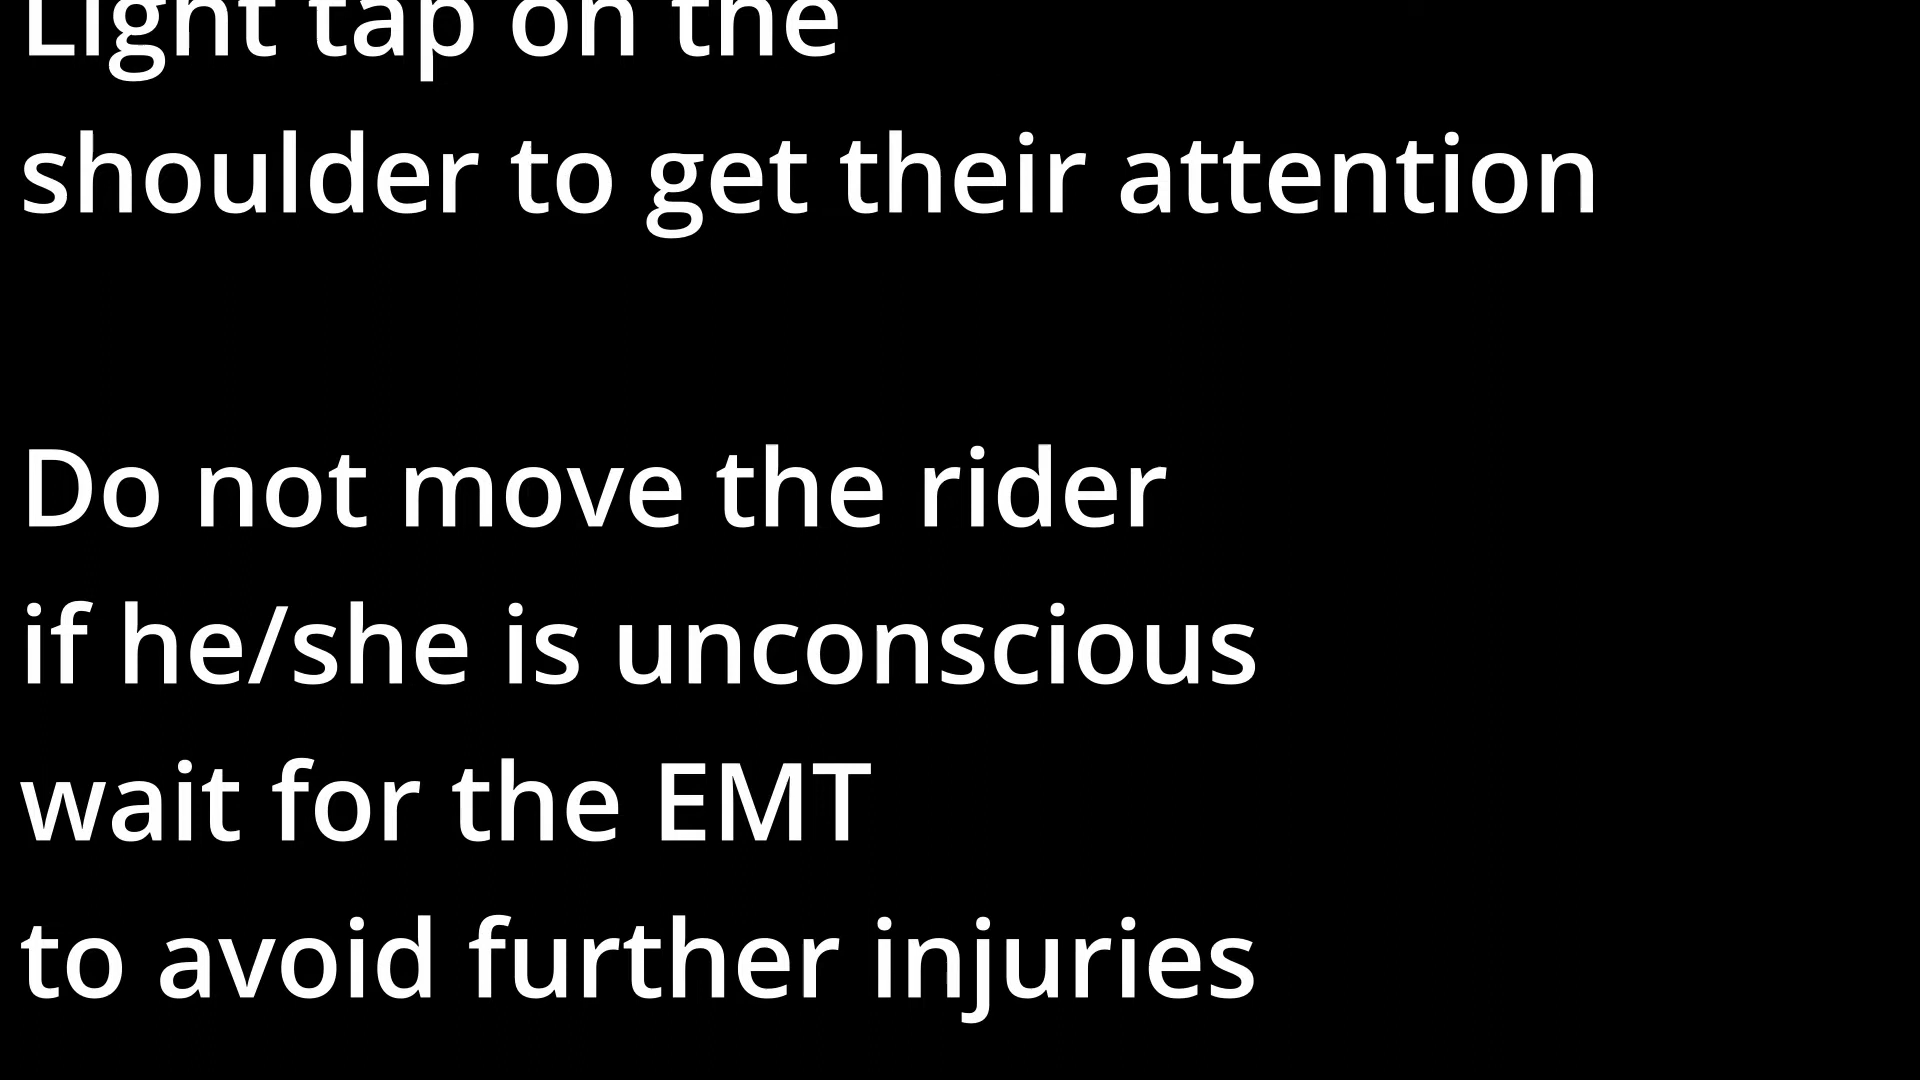 Light tap on the
shoulder to get their attention
Do not move the rider
if he/she is unconscious
wait for the EMT
to avoid further injuries